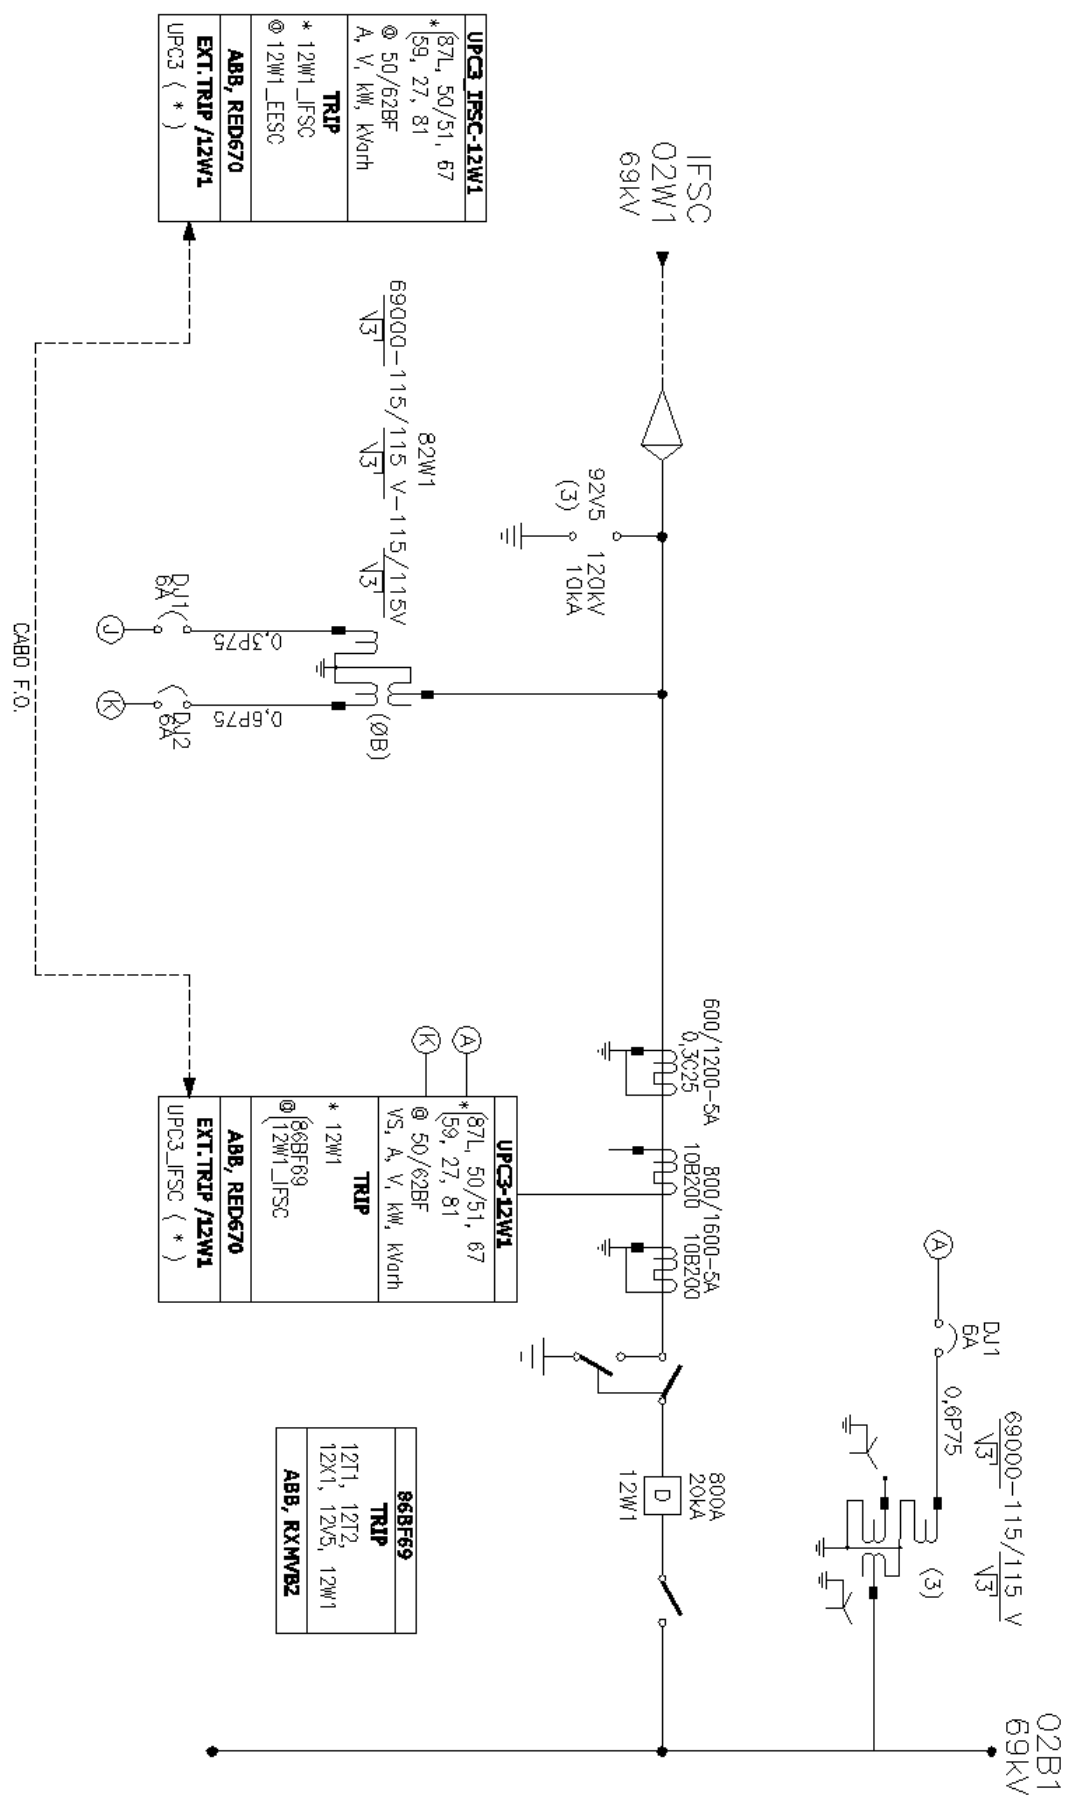 02B1
69kV
69000-115/115 V
√3 √3
DJ1
6A
0,6P75
(3)
A
IFSC
02W1
69kV
92V5
(3)
120kV
10kA
600/1200-5A
0,3C25
800/1600-5A
10B200
10B200
800A
20kA
D
12W1
82W1
69000-115/115 V-115/115V
√3 √3 √3
(ØB)
0,3P75
0,6P75
DJ1
6A
DJ2
6A
J
K
UPC3_IFSC-12W1
* 87L, 50/51, 67
59, 27, 81
@ 50/62BF
A, V, kW, kVarh
TRIP
* 12W1_IFSC
@ 12W1_EESC
ABB, RED670
EXT.TRIP /12W1
UPC3 ( * )
A
K
UPC3-12W1
* 87L, 50/51, 67
59, 27, 81
@ 50/62BF
VS, A, V, kW, kVarh
TRIP
* 12W1
@ 86BF69
12W1_IFSC
ABB, RED670
EXT.TRIP /12W1
UPC3_IFSC ( * )
86BF69
TRIP
12T1, 12T2,
12X1, 12V5, 12W1
ABB, RXMVB2
CABO F.O.